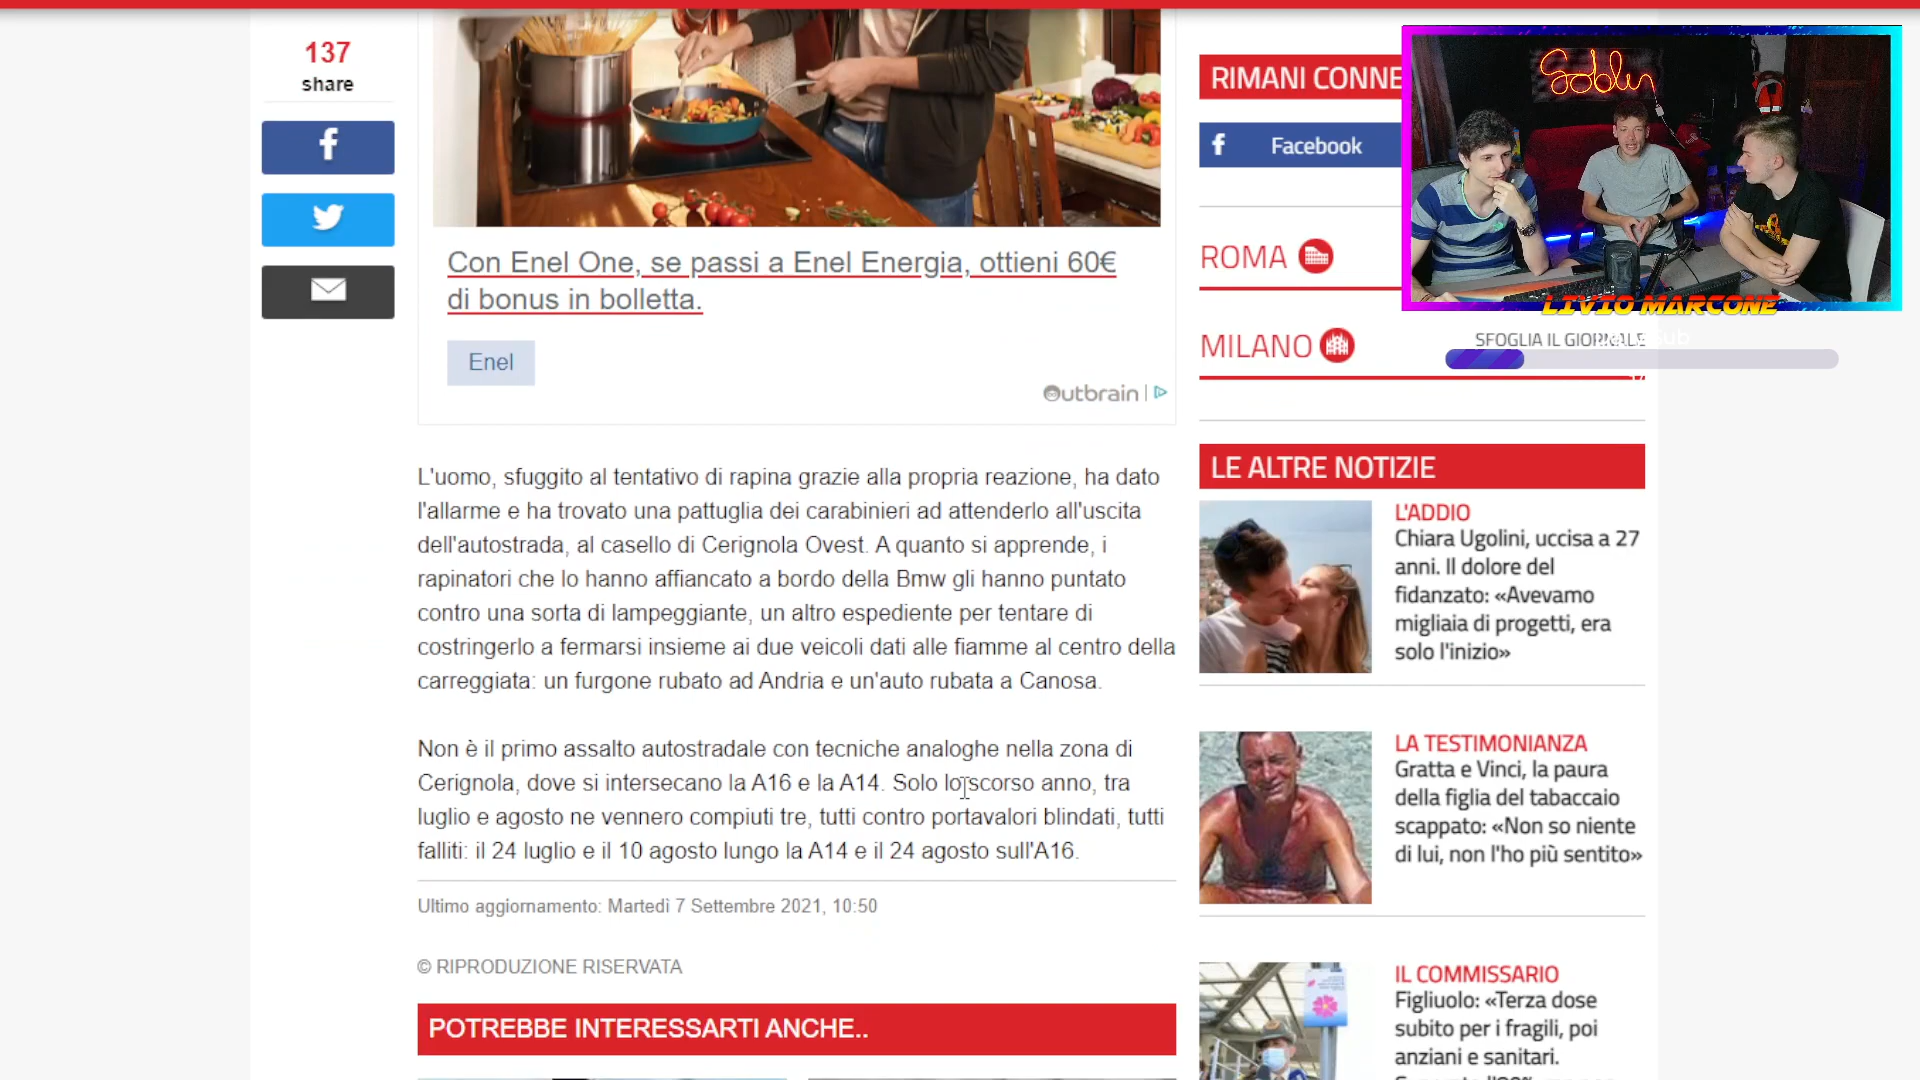 137
share
Con Enel One, se passi a Enel Energia, ottieni 60€
di bonus in bolletta.
Enel
Outbrain
L'uomo, sfuggito al tentativo di rapina grazie alla propria reazione, ha dato
l'allarme e ha trovato una pattuglia dei carabinieri ad attenderlo all'uscita
dell'autostrada, al casello di Cerignola Ovest. A quanto si apprende, i
rapinatori che lo hanno affiancato a bordo della Bmw gli hanno puntato
contro una sorta di lampeggiante, un altro espediente per tentare di
costringerlo a fermarsi insieme ai due veicoli dati alle fiamme al centro della
carreggiata: un furgone rubato ad Andria e un'auto rubata a Canosa.
Non è il primo assalto autostradale con tecniche analoghe nella zona di
Cerignola, dove si intersecano la A16 e la A14. Solo lo scorso anno, tra
luglio e agosto ne vennero compiuti tre, tutti contro portavalori blindati, tutti
falliti: il 24 luglio e il 10 agosto lungo la A14 e il 24 agosto sull'A16.
Ultimo aggiornamento: Martedì 7 Settembre 2021, 10:50
© RIPRODUZIONE RISERVATA
POTREBBE INTERESSARTI ANCHE..
RIMANI CONNE
Facebook
ROMA
MILANO
SFOGLIA IL GIORNALE
Goblin
LIVIO MARCONE
LE ALTRE NOTIZIE
L'ADDIO
Chiara Ugolini, uccisa a 27
anni. Il dolore del
fidanzato: «Avevamo
migliaia di progetti, era
solo l'inizio»
LA TESTIMONIANZA
Gratta e Vinci, la paura
della figlia del tabaccaio
scappato: «Non so niente
di lui, non l'ho più sentito»
IL COMMISSARIO
Figliuolo: «Terza dose
subito per i fragili, poi
anziani e sanitari.